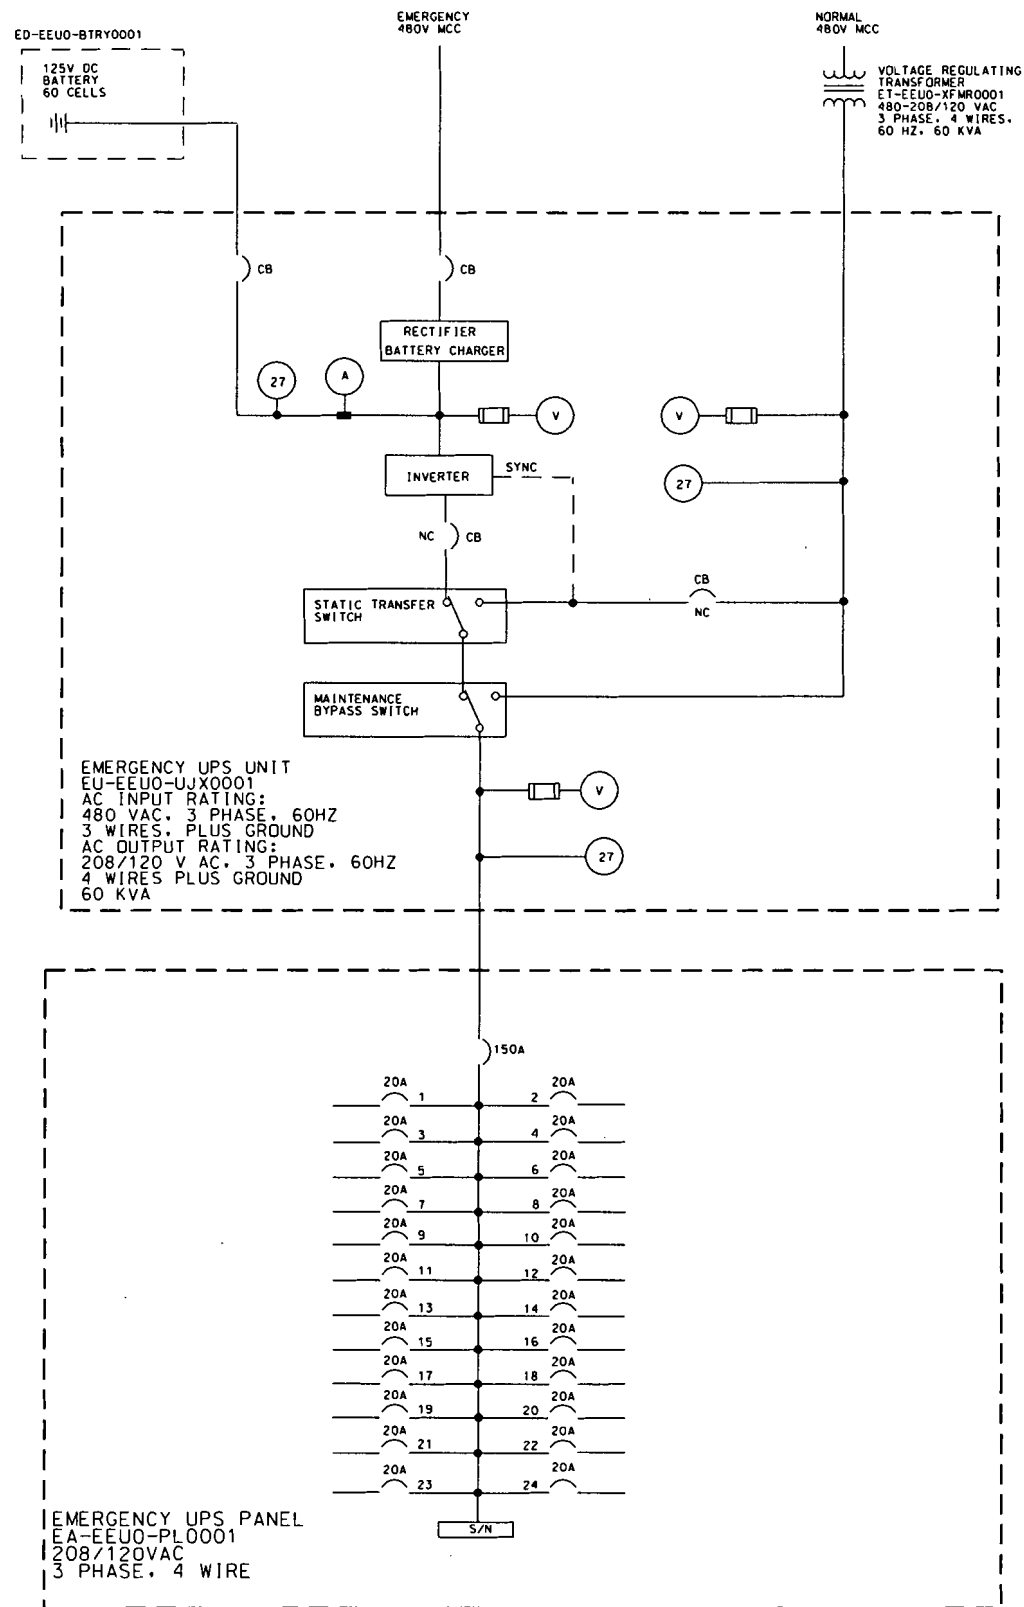 EMERGENCY
480V MCC
NORMAL
480V MCC
ED-EEU0-BTRY0001
125V DC
BATTERY
60 CELLS
VOLTAGE REGULATING
TRANSFORMER
ET-EEU0-XFMR0001
480-208/120 VAC
3 PHASE, 4 WIRES,
60 HZ, 60 KVA
CB
CB
RECTIFIER
BATTERY CHARGER
27
A
V
V
INVERTER
SYNC
27
NC
CB
CB
NC
STATIC TRANSFER
SWITCH
MAINTENANCE
BYPASS SWITCH
EMERGENCY UPS UNIT
EU-EEU0-UJX0001
AC INPUT RATING:
480 VAC, 3 PHASE, 60HZ
3 WIRES, PLUS GROUND
AC OUTPUT RATING:
208/120 V AC, 3 PHASE, 60HZ
4 WIRES PLUS GROUND
60 KVA
V
27
150A
20A 1 2 20A
20A 3 4 20A
20A 5 6 20A
20A 7 8 20A
20A 9 10 20A
20A 11 12 20A
20A 13 14 20A
20A 15 16 20A
20A 17 18 20A
20A 19 20 20A
20A 21 22 20A
20A 23 24 20A
S/N
EMERGENCY UPS PANEL
EA-EEU0-PL0001
208/120VAC
3 PHASE, 4 WIRE